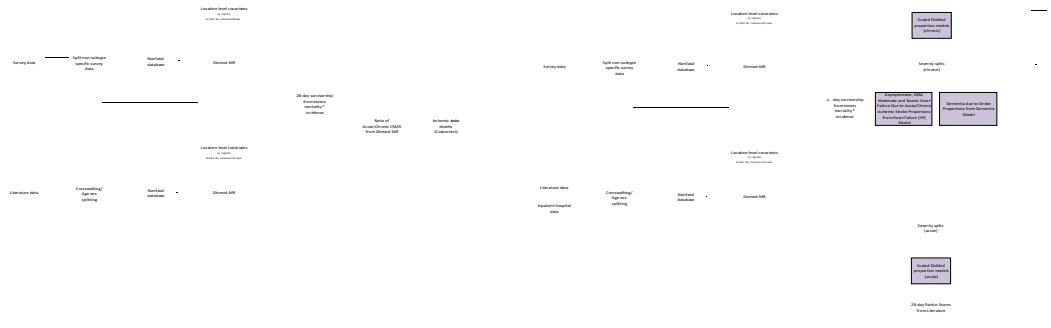 Location level covariates
Survey data
Split non-subtype
specific survey
data
Nonfatal
database
Dismod-MR
28 day survivorship
from excess
mortality *
incidence
Ratio of
Acute:Chronic CSMR
from Dismod-MR
Ischemic stroke
deaths
(Codcorrect)
Location level covariates
Literature data
Crosswalking/
Age-sex
splitting
Nonfatal
database
Dismod-MR
Location level covariates
Survey data
Split non-subtype
specific survey
data
Nonfatal
database
Dismod-MR
day survivorship
from excess
mortality *
incidence
Location level covariates
Literature data
Inpatient hospital
data
Crosswalking/
Age-sex
splitting
Nonfatal
database
Dismod-MR
Scaled DisMod
proportion models
(chronic)
Severity splits
(chronic)
Asymptomatic, Mild,
Moderate and Severe Heart
Failure Due to Acute/Chronic
Ischemic Stroke Proportions
from Heart Failure (HF)
Model
Dementia due to Stroke
Proportions from Dementia
Model
Severity splits
(acute)
Scaled DisMod
proportion models
(acute)
28 day Rankin Scores
from Literature